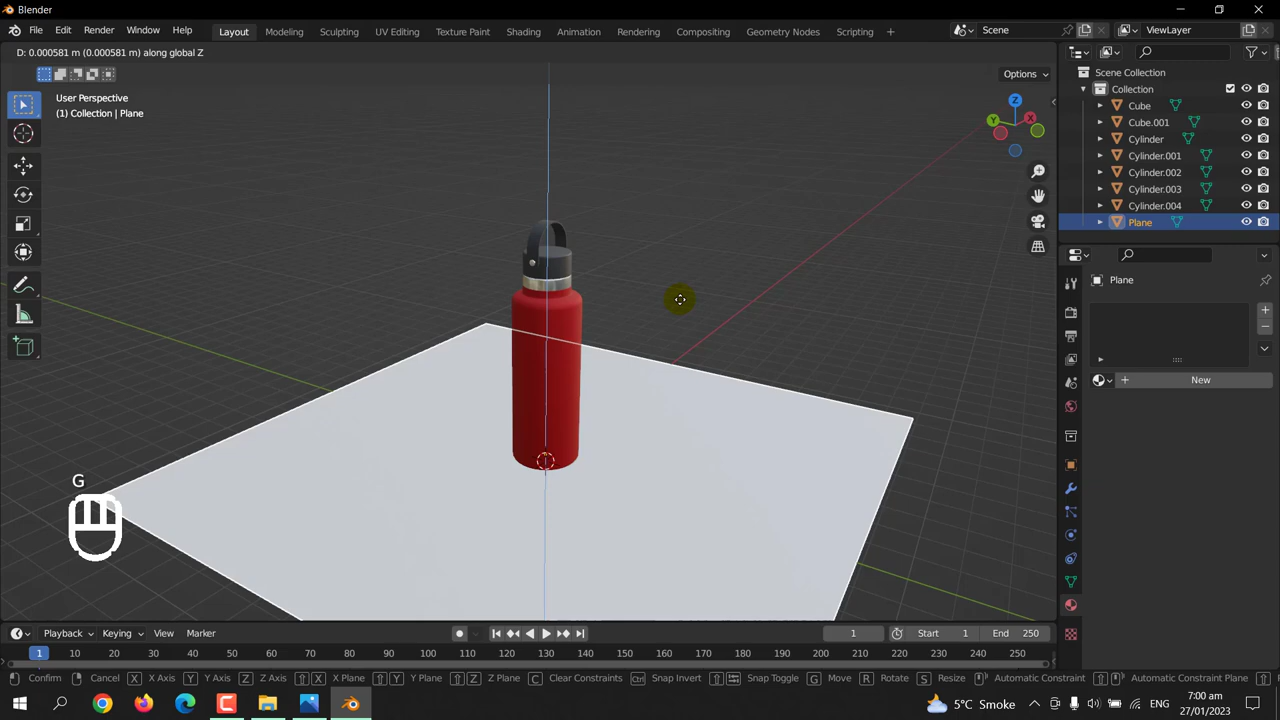 Blender
File Edit Render Window Help Layout Modeling Sculpting UV Editing Texture Paint Shading Animation Rendering Compositing Geometry Nodes Scripting + Scene ViewLayer
D: 0.000581 m (0.000581 m) along global Z
Options
User Perspective
(1) Collection | Plane
Z
Y
X
Scene Collection
Collection
Cube
Cube.001
Cylinder
Cylinder.001
Cylinder.002
Cylinder.003
Cylinder.004
Plane
Plane
New
G
Playback Keying View Marker 1 Start 1 End 250
1 10 20 30 40 50 60 70 80 90 100 110 120 130 140 150 160 170 180 190 200 210 220 230 240 250
Confirm Cancel X X Axis Y Y Axis Z Z Axis X X Plane Y Y Plane Z Z Plane C Clear Constraints Ctrl Snap Invert Snap Toggle G Move R Rotate S Resize Automatic Constraint Automatic Constraint Plane
5°C Smoke ENG 7:00 am
27/01/2023